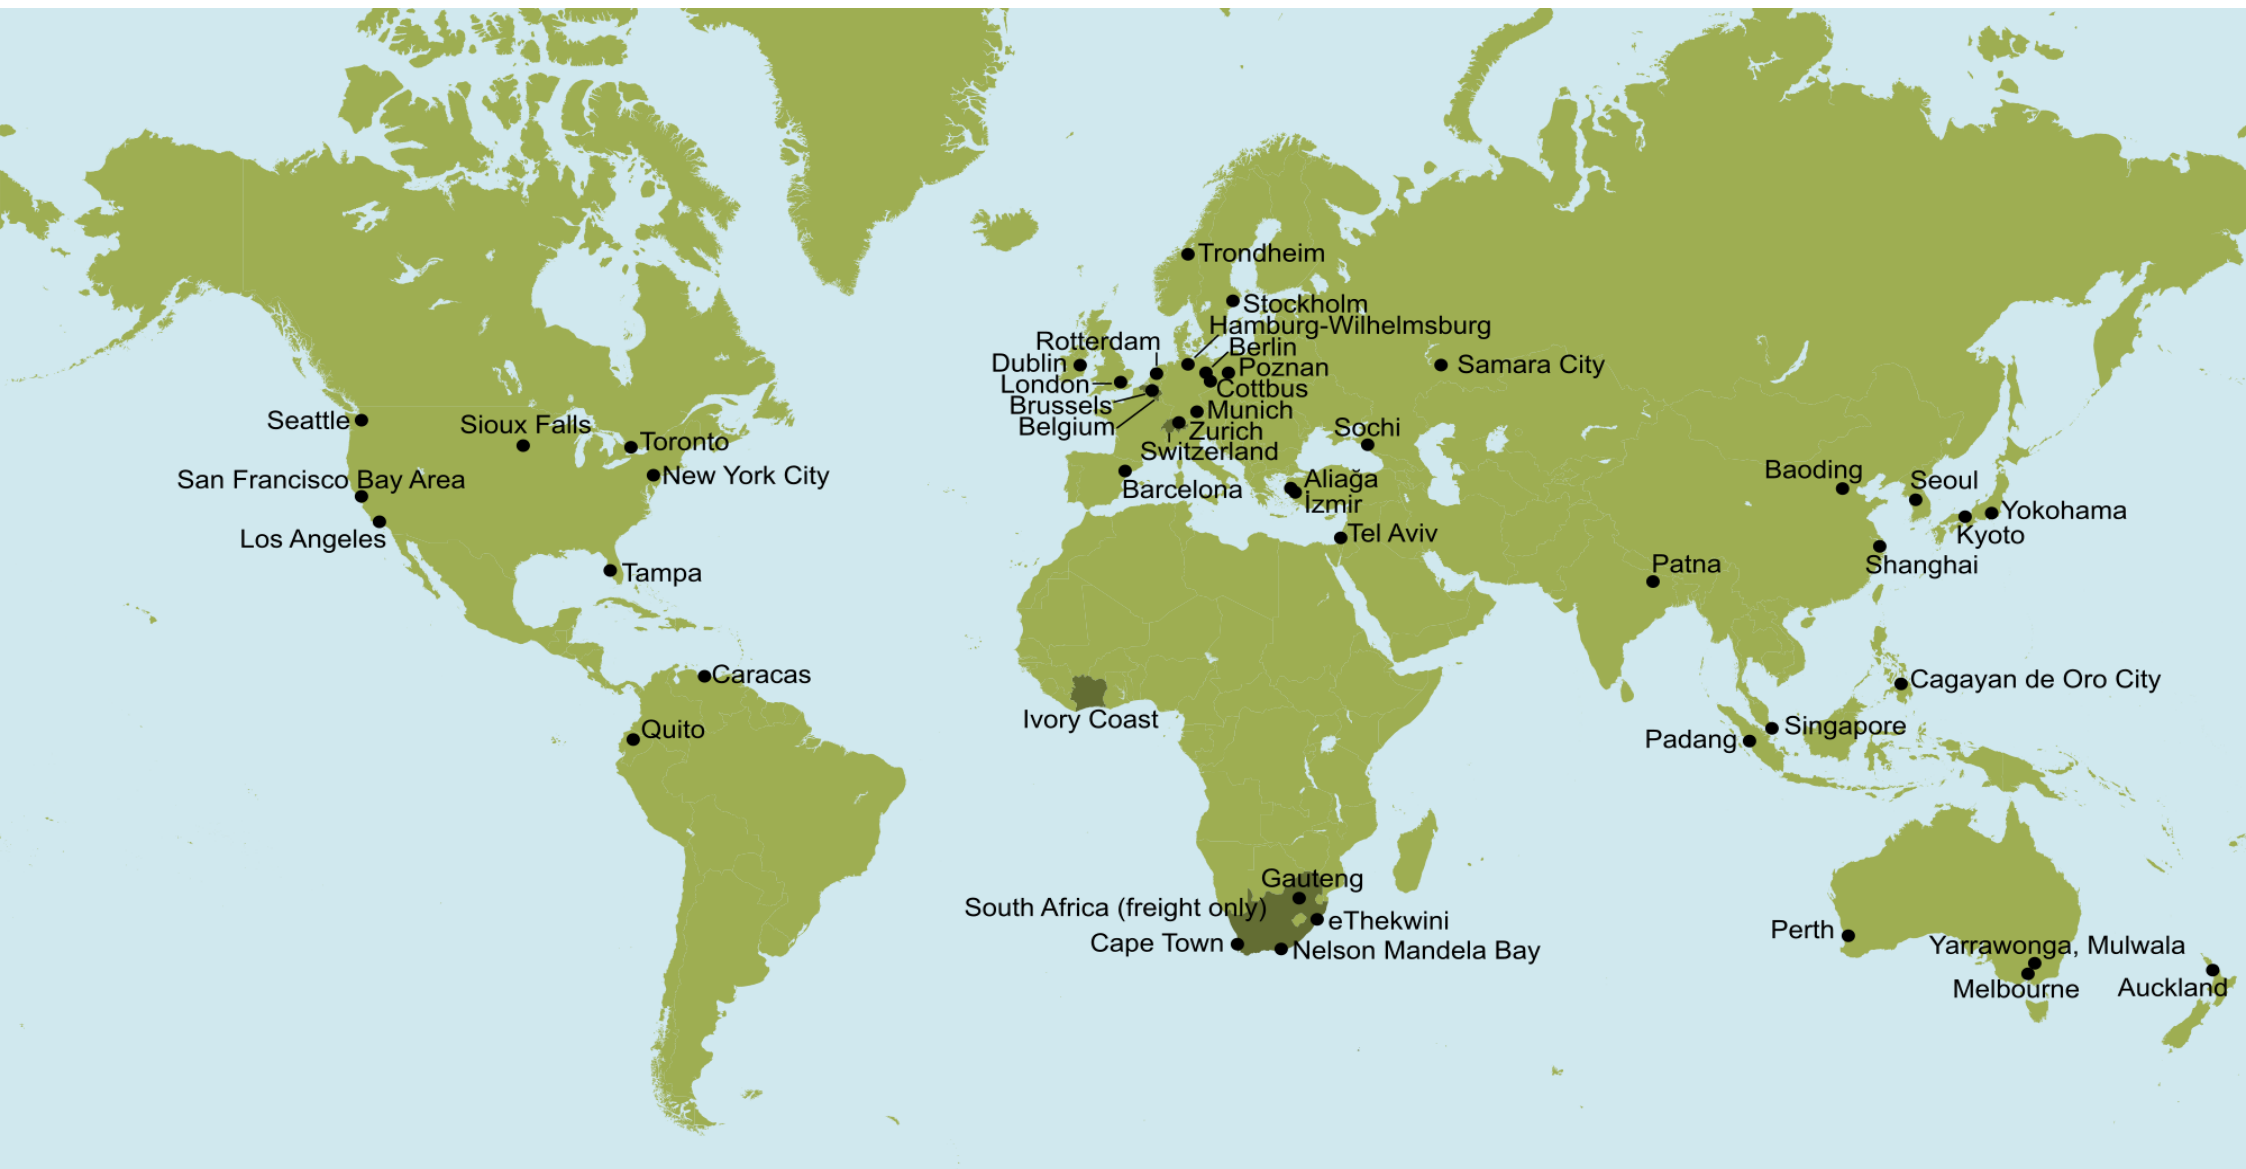 Trondheim
Stockholm
Hamburg-Wilhelmsburg
Rotterdam
Berlin
Dublin
Poznan
Samara City
London
Cottbus
Brussels
Munich
Belgium
Zurich
Sochi
Switzerland
Seattle
Sioux Falls
Toronto
San Francisco Bay Area
New York City
Barcelona
Aliağa
İzmir
Baoding
Seoul
Yokohama
Kyoto
Los Angeles
Tel Aviv
Tampa
Patna
Shanghai
Caracas
Cagayan de Oro City
Ivory Coast
Quito
Singapore
Padang
Gauteng
South Africa (freight only)
eThekwini
Cape Town
Nelson Mandela Bay
Perth
Yarrawonga, Mulwala
Melbourne
Auckland